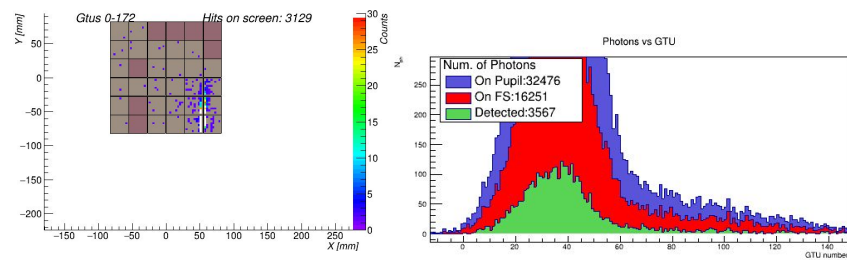 Gtus 0-172 Hits on screen: 3129
Y [mm]
50
0
−50
−100
−150
−200
−150 −100 −50 0 50 100 150 200 250
X [mm]
Counts
30
25
20
15
10
5
0
Photons vs GTU
Num. of Photons
On Pupil:32476
On FS:16251
Detected:3567
250
200
150
100
50
0
0 20 40 60 80 100 120 140
GTU number